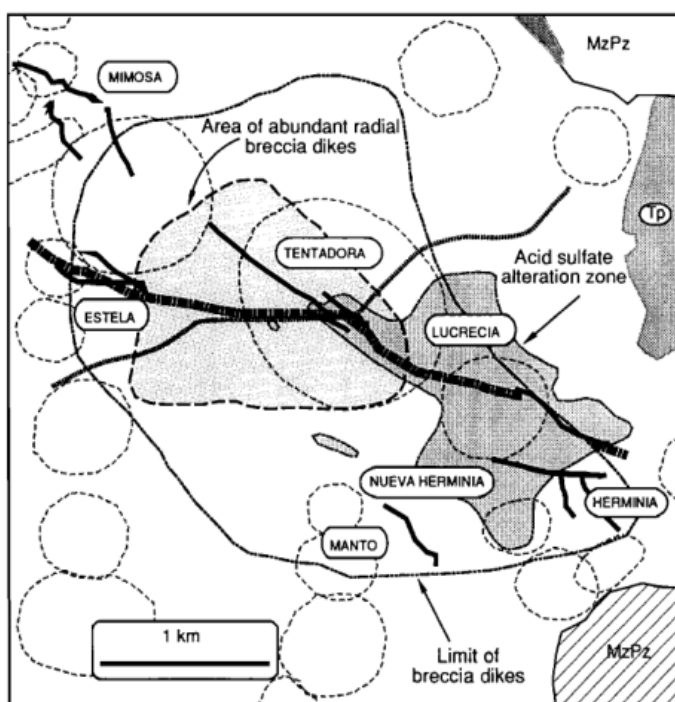 MzPz
MIMOSA
Area of abundant radial
breccia dikes
Tp
TENTADORA
Acid sulfate
alteration zone
ESTELA
LUCRECIA
NUEVA HERMINIA
HERMINIA
MANTO
1 km
Limit of
breccia dikes
MzPz